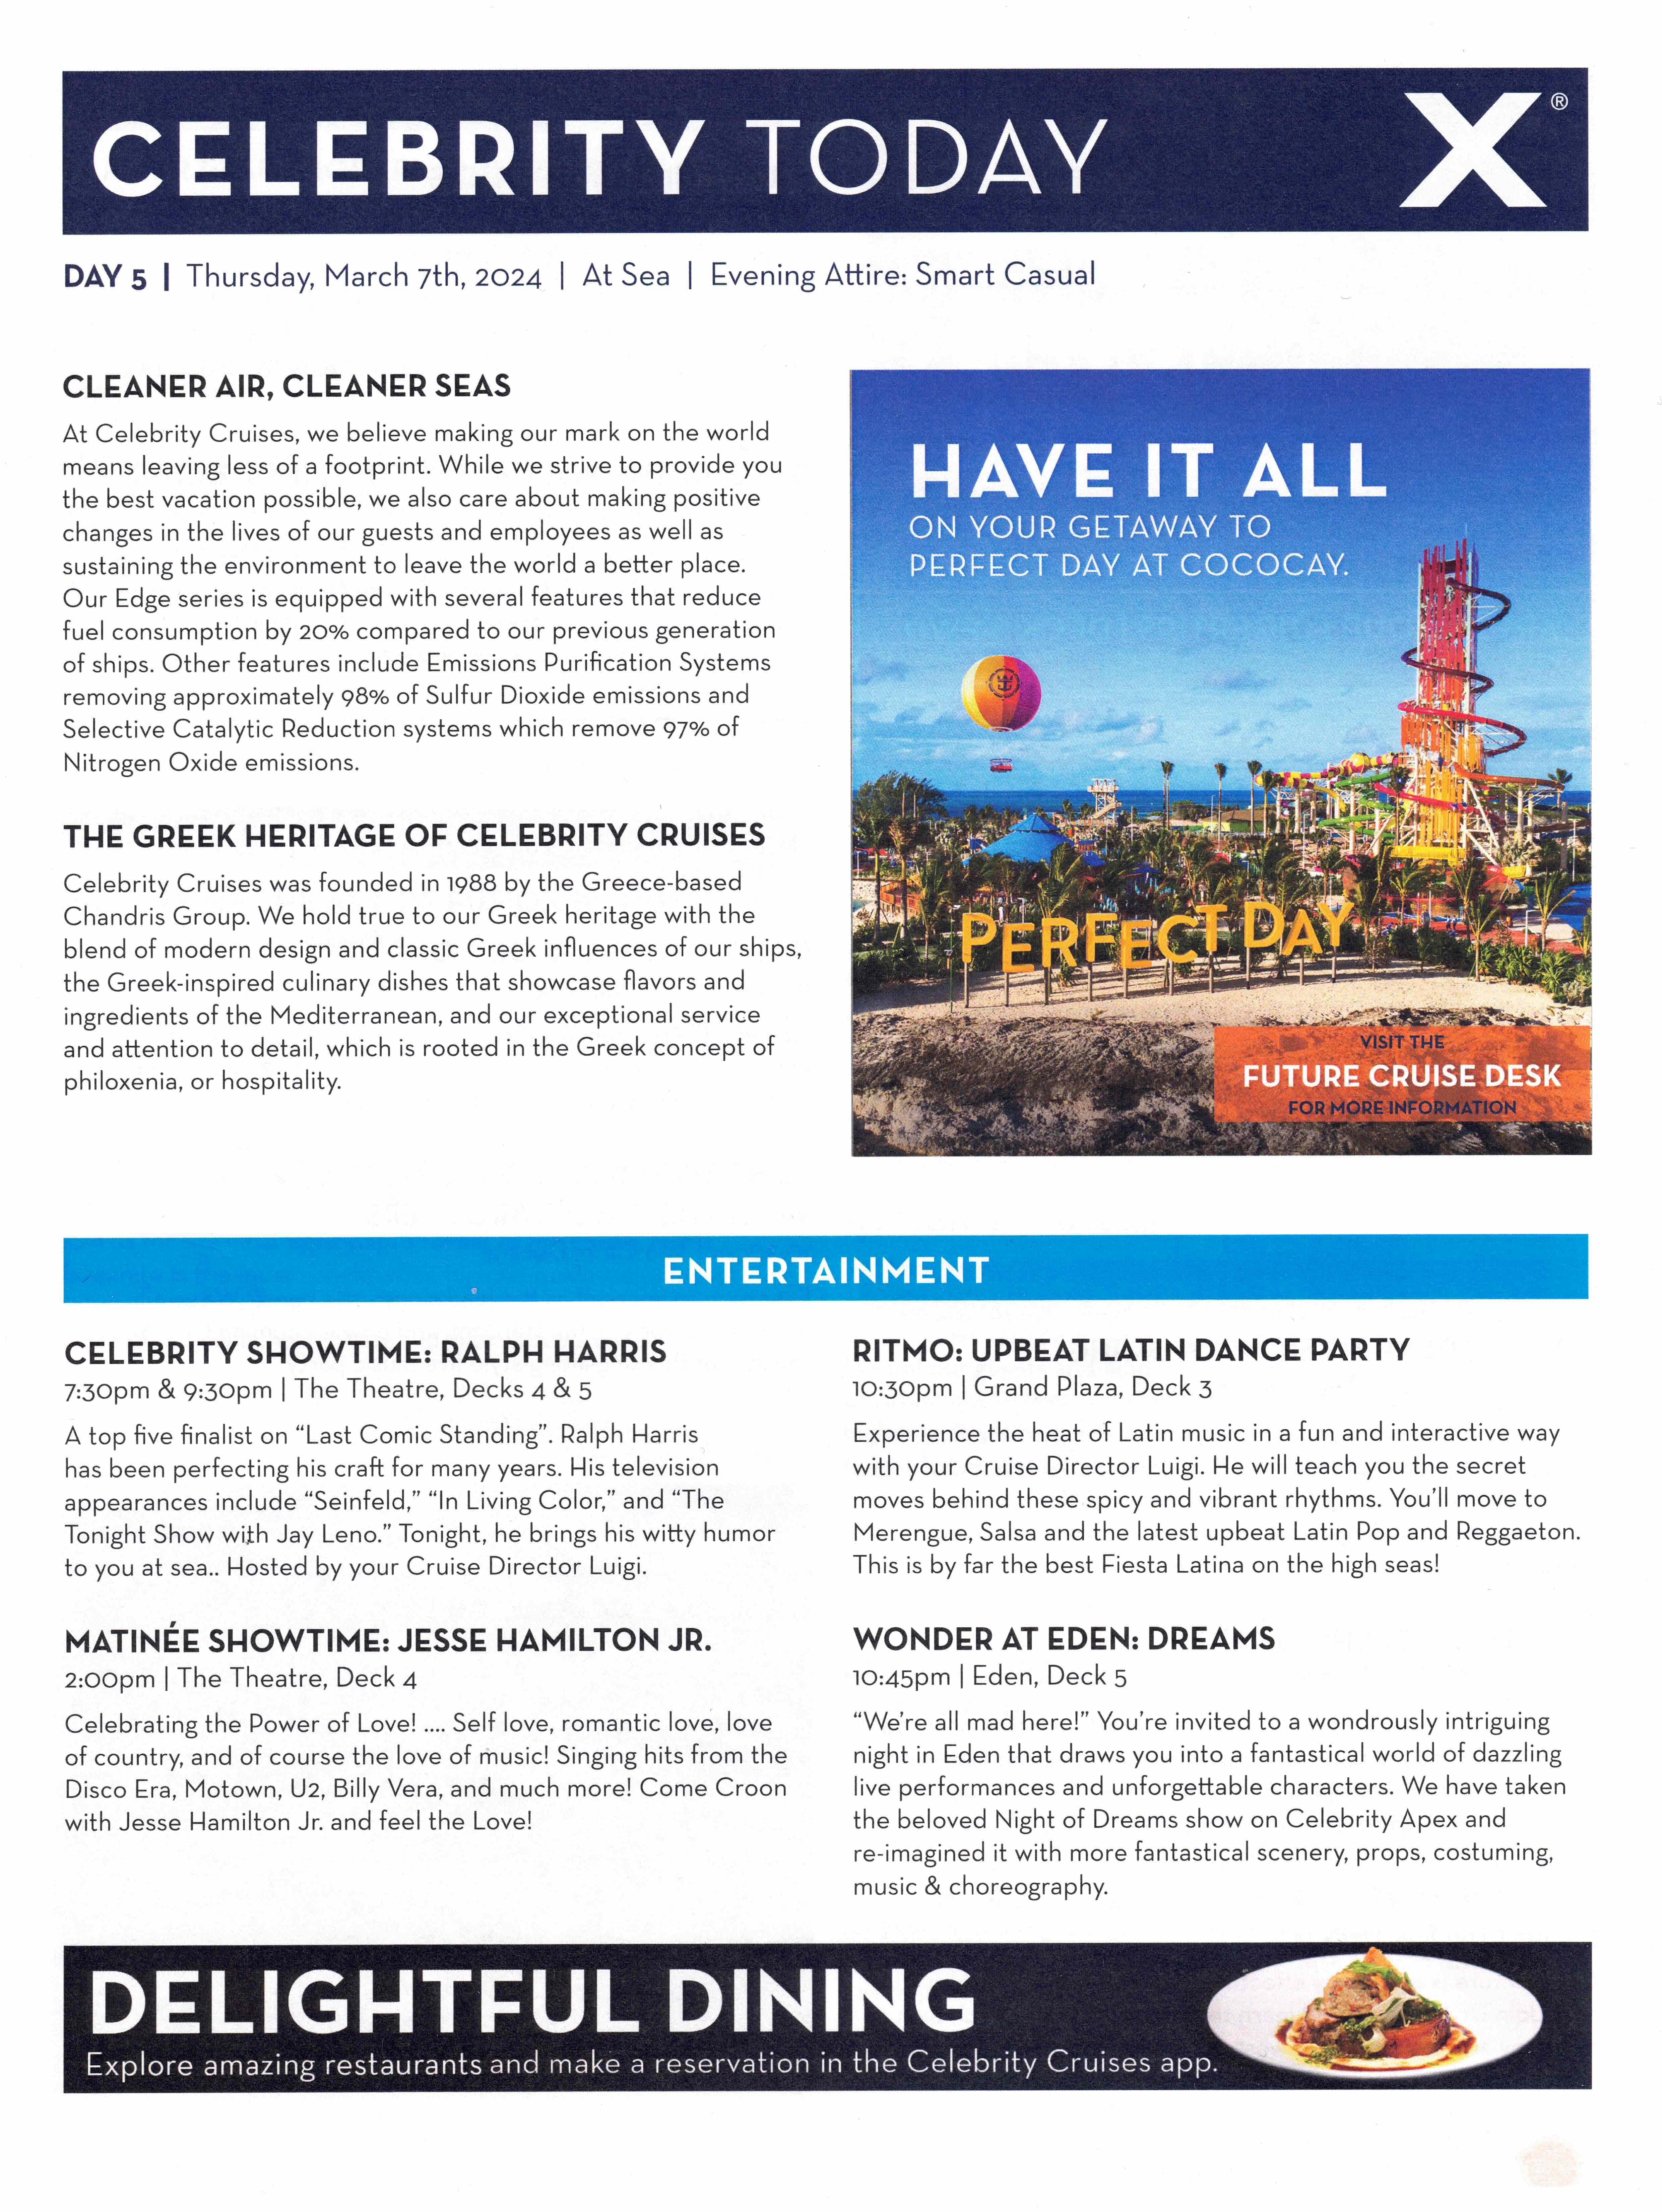 CELEBRITY TODAY
X®
DAY 5 | Thursday, March 7th, 2024 | At Sea | Evening Attire: Smart Casual
CLEANER AIR, CLEANER SEAS
At Celebrity Cruises, we believe making our mark on the world
means leaving less of a footprint. While we strive to provide you
the best vacation possible, we also care about making positive
changes in the lives of our guests and employees as well as
sustaining the environment to leave the world a better place.
Our Edge series is equipped with several features that reduce
fuel consumption by 20% compared to our previous generation
of ships. Other features include Emissions Purification Systems
removing approximately 98% of Sulfur Dioxide emissions and
Selective Catalytic Reduction systems which remove 97% of
Nitrogen Oxide emissions.
THE GREEK HERITAGE OF CELEBRITY CRUISES
Celebrity Cruises was founded in 1988 by the Greece-based
Chandris Group. We hold true to our Greek heritage with the
blend of modern design and classic Greek influences of our ships,
the Greek-inspired culinary dishes that showcase flavors and
ingredients of the Mediterranean, and our exceptional service
and attention to detail, which is rooted in the Greek concept of
philoxenia, or hospitality.
HAVE IT ALL
ON YOUR GETAWAY TO
PERFECT DAY AT COCOCAY.
PERFECT DAY
VISIT THE
FUTURE CRUISE DESK
FOR MORE INFORMATION
ENTERTAINMENT
CELEBRITY SHOWTIME: RALPH HARRIS
7:30pm & 9:30pm | The Theatre, Decks 4 & 5
A top five finalist on “Last Comic Standing”. Ralph Harris
has been perfecting his craft for many years. His television
appearances include “Seinfeld,” “In Living Color,” and “The
Tonight Show with Jay Leno.” Tonight, he brings his witty humor
to you at sea.. Hosted by your Cruise Director Luigi.
MATINÉE SHOWTIME: JESSE HAMILTON JR.
2:00pm | The Theatre, Deck 4
Celebrating the Power of Love! .... Self love, romantic love, love
of country, and of course the love of music! Singing hits from the
Disco Era, Motown, U2, Billy Vera, and much more! Come Croon
with Jesse Hamilton Jr. and feel the Love!
RITMO: UPBEAT LATIN DANCE PARTY
10:30pm | Grand Plaza, Deck 3
Experience the heat of Latin music in a fun and interactive way
with your Cruise Director Luigi. He will teach you the secret
moves behind these spicy and vibrant rhythms. You’ll move to
Merengue, Salsa and the latest upbeat Latin Pop and Reggaeton.
This is by far the best Fiesta Latina on the high seas!
WONDER AT EDEN: DREAMS
10:45pm | Eden, Deck 5
“We’re all mad here!” You’re invited to a wondrously intriguing
night in Eden that draws you into a fantastical world of dazzling
live performances and unforgettable characters. We have taken
the beloved Night of Dreams show on Celebrity Apex and
re-imagined it with more fantastical scenery, props, costuming,
music & choreography.
DELIGHTFUL DINING
Explore amazing restaurants and make a reservation in the Celebrity Cruises app.